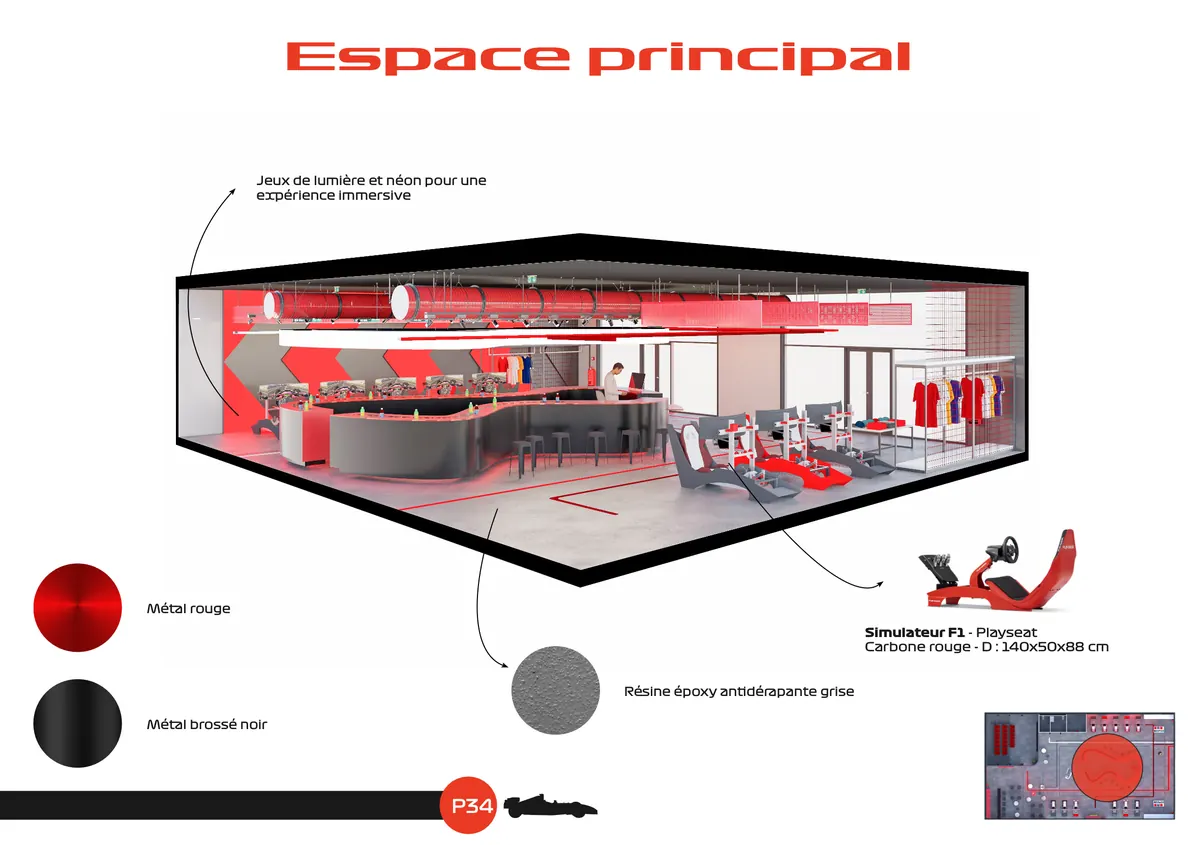 Espace principal
Jeux de lumière et néon pour une
expérience immersive
Métal rouge
Simulateur F1 - Playseat
Carbone rouge - D : 140x50x88 cm
Résine époxy antidérapante grise
Métal brossé noir
P34